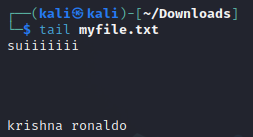 ┌──(kali㉿kali)-[~/Downloads]
└─$ tail myfile.txt
suiiiiiii
krishna ronaldo